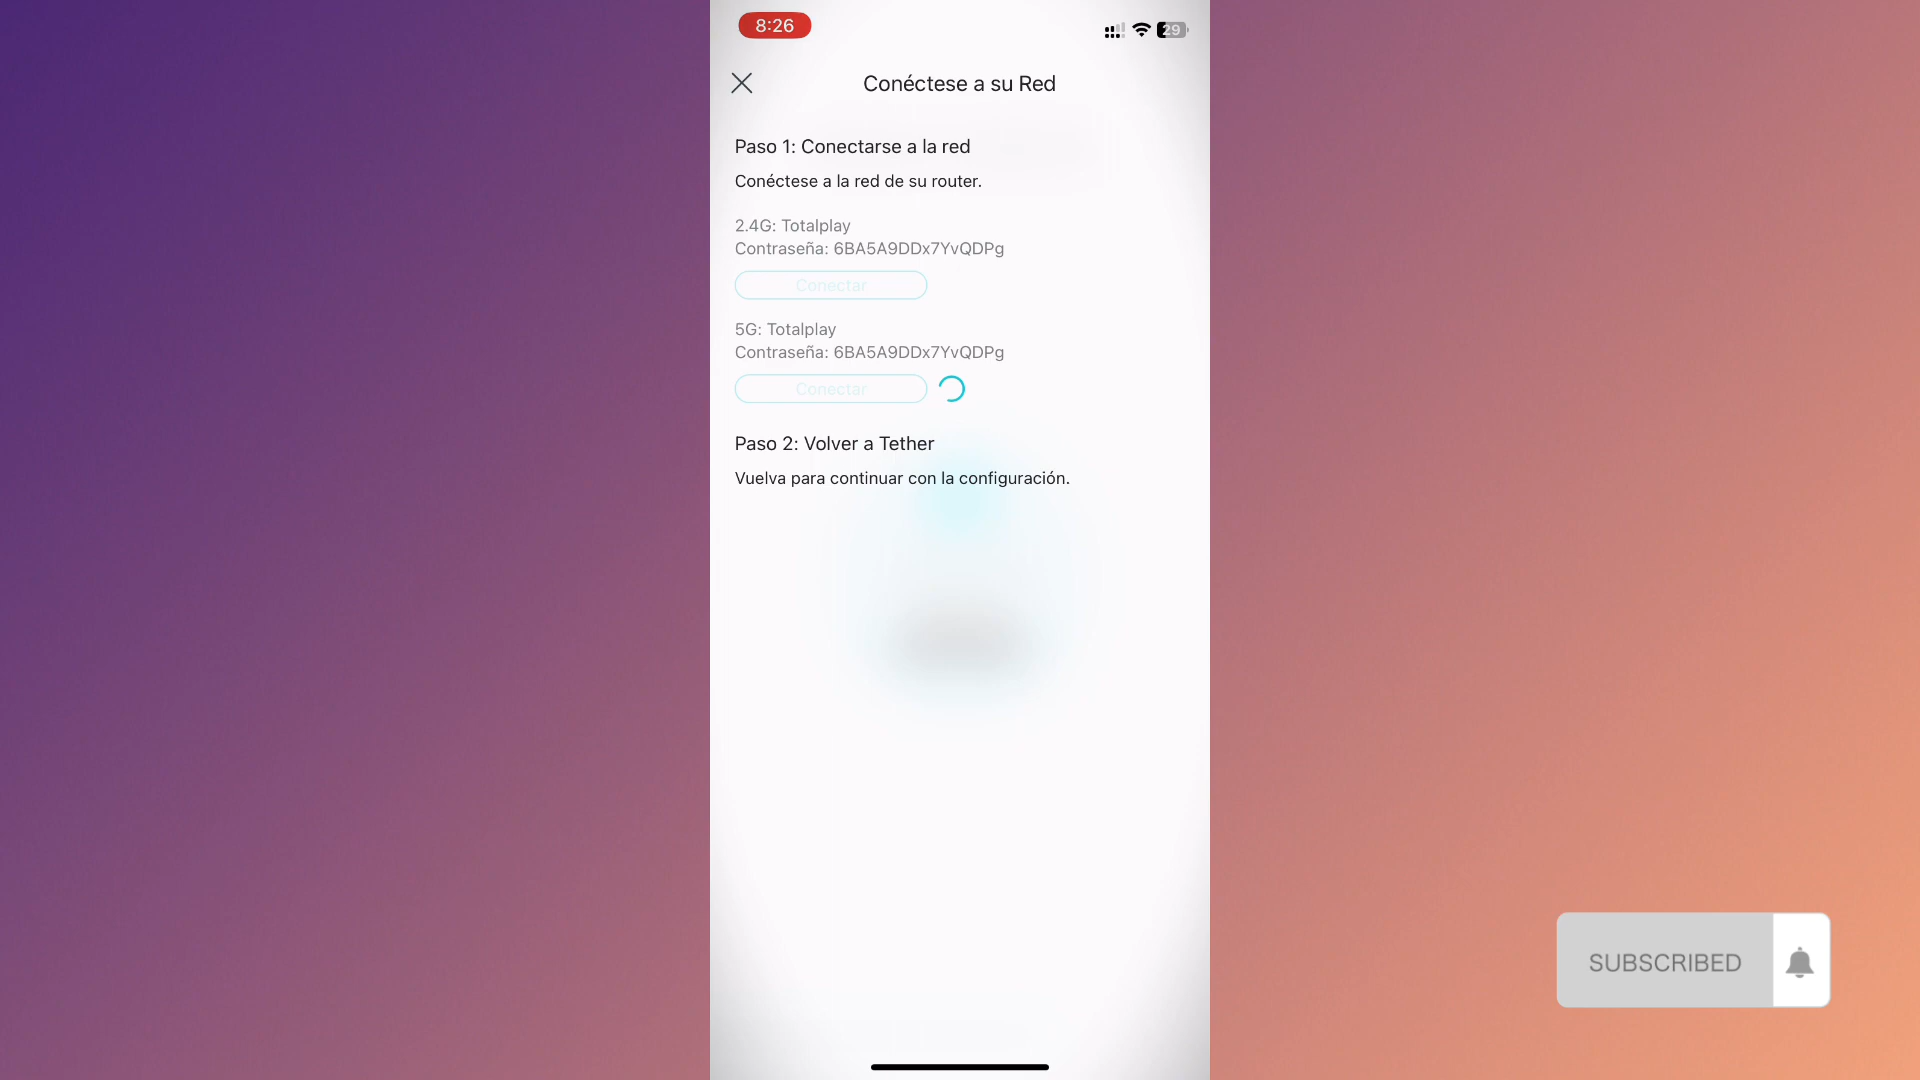 8:26
29
Conéctese a su Red
Paso 1: Conectarse a la red
Conéctese a la red de su router.
2.4G: Totalplay
Contraseña: 6BA5A9DDx7YvQDPg
Conectar
5G: Totalplay
Contraseña: 6BA5A9DDx7YvQDPg
Conectar
Paso 2: Volver a Tether
Vuelva para continuar con la configuración.
SUBSCRIBED